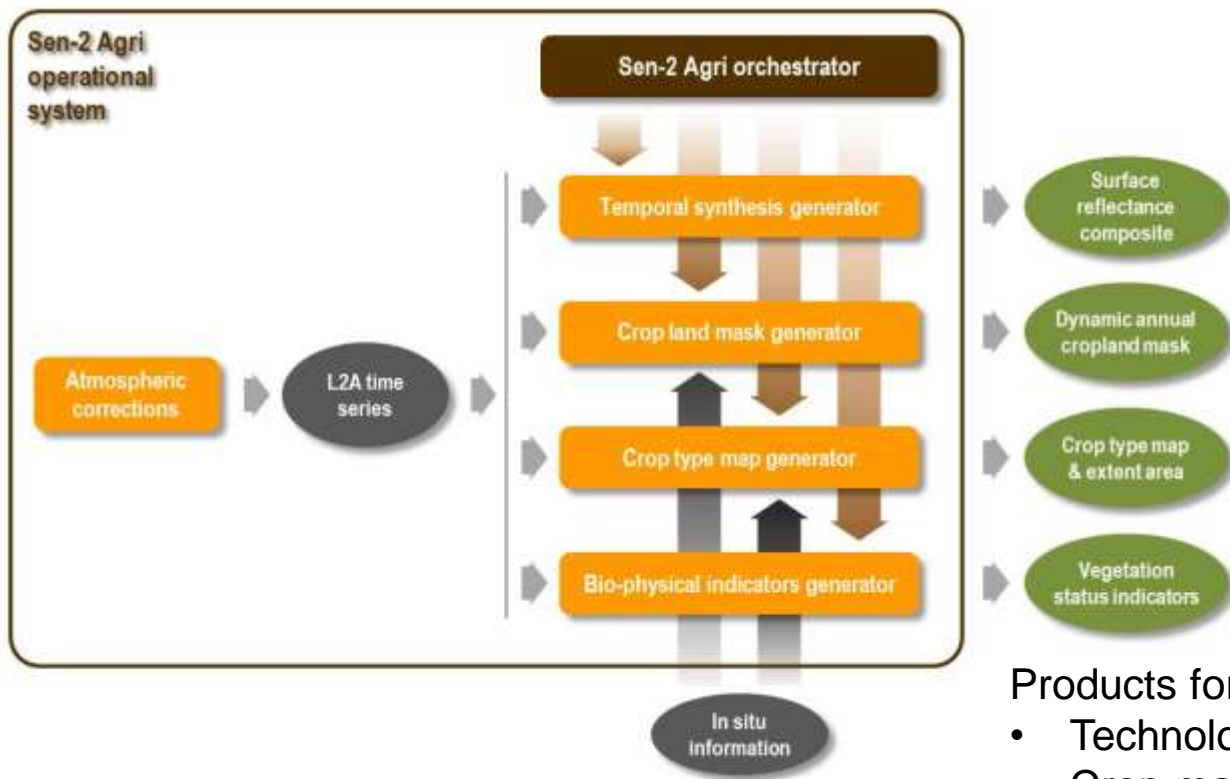 Sen-2 Agri
operational
system
Sen-2 Agri orchestrator
Temporal synthesis generator
Surface
reflectance
composite
Crop land mask generator
Dynamic annual
cropland mask
Atmospheric
corrections
L2A time
series
Crop type map generator
Crop type map
& extent area
Bio-physical indicators generator
Vegetation
status indicators
In situ
information
Products for
• Technolo